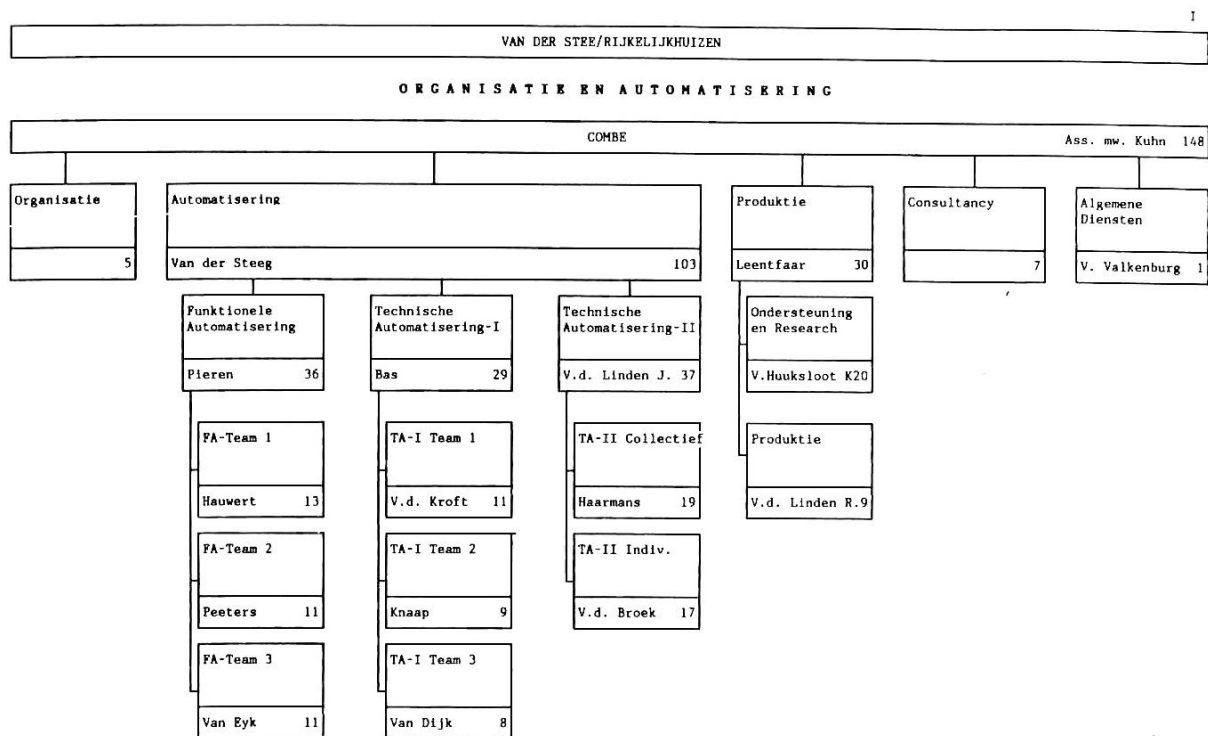 I
VAN DER STEE/RIJKELIJKHUIZEN
ORGANISATIE EN AUTOMATISERING
COMBE
Ass. mw. Kuhn 148
Organisatie
5
Automatisering
Van der Steeg 103
Produktie
Leentfaar 30
Consultancy
7
Algemene
Diensten
V. Valkenburg 1
Funktionele
Automatisering
Pieren 36
Technische
Automatisering-I
Bas 29
Technische
Automatisering-II
V.d. Linden J. 37
Ondersteuning
en Research
V.Huuksloot K20
FA-Team 1
Hauwert 13
TA-I Team 1
V.d. Kroft 11
TA-II Collectief
Haarmans 19
Produktie
V.d. Linden R.9
FA-Team 2
Peeters 11
TA-I Team 2
Knaap 9
TA-II Indiv.
V.d. Broek 17
FA-Team 3
Van Eyk 11
TA-I Team 3
Van Dijk 8